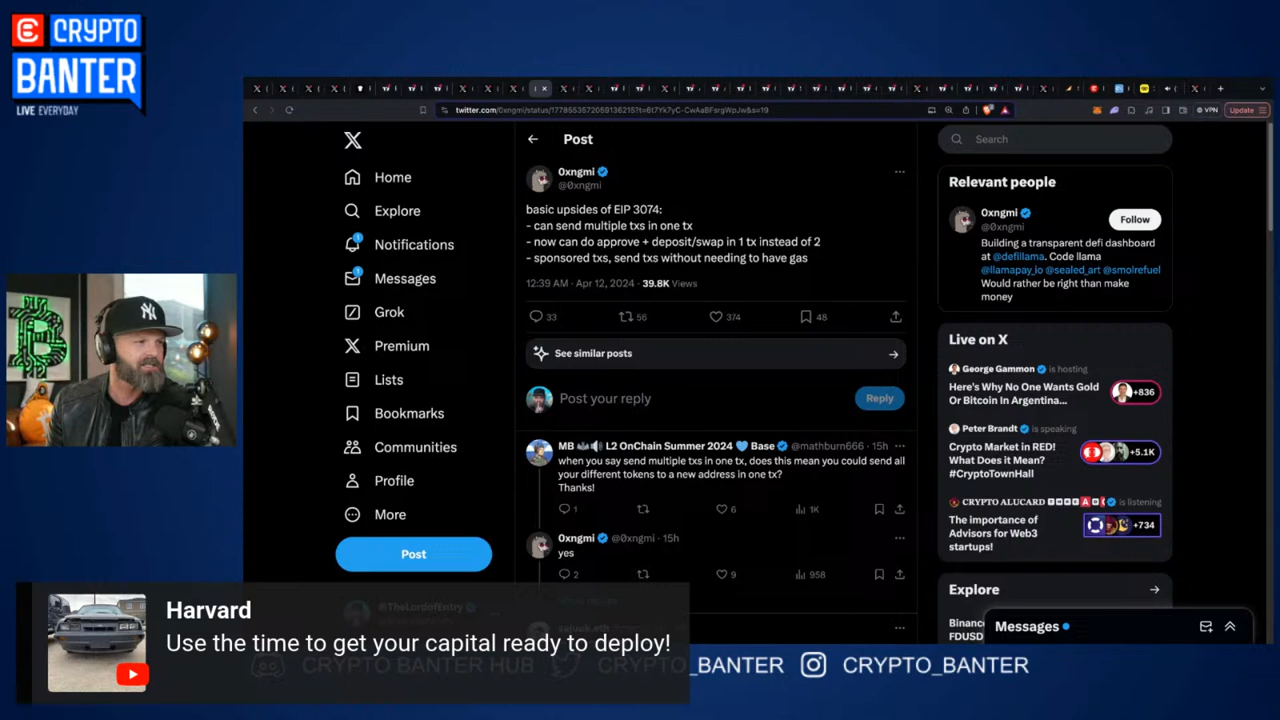 CRYPTO
BANTER
LIVE EVERYDAY
twitter.com/0xngmi/status/1778553572059136215?t=6t7Yk7yC-CwAaBFsrgWpJw&s=19
VPN
Update
Home
Explore
Notifications
Messages
Grok
Premium
Lists
Bookmarks
Communities
Profile
More
Post
@TheLordofEntry
Post
0xngmi
@0xngmi
basic upsides of EIP 3074:
- can send multiple txs in one tx
- now can do approve + deposit/swap in 1 tx instead of 2
- sponsored txs, send txs without needing to have gas
12:39 AM · Apr 12, 2024 · 39.8K Views
33 56 374 48
See similar posts
Post your reply
Reply
MB L2 OnChain Summer 2024 Base @mathburn666 · 15h
when you say send multiple txs in one tx, does this mean you could send all
your different tokens to a new address in one tx?
Thanks!
1 6 1K
0xngmi @0xngmi · 15h
yes
2 9 958
Search
Relevant people
0xngmi
@0xngmi
Follow
Building a transparent defi dashboard
at @defillama. Code llama
@llamapay_io @sealed_art @smolrefuel
Would rather be right than make
money
Live on X
George Gammon is hosting
Here's Why No One Wants Gold
Or Bitcoin In Argentina...
+836
Peter Brandt is speaking
Crypto Market in RED!
What Does it Mean?
#CryptoTownHall
+5.1K
CRYPTO ALUCARD is listening
The importance of
Advisors for Web3
startups!
+734
Explore
Binanc
FDUSD
Messages
Harvard
Use the time to get your capital ready to deploy!
CRYPTO BANTER HUB
_BANTER
CRYPTO_BANTER